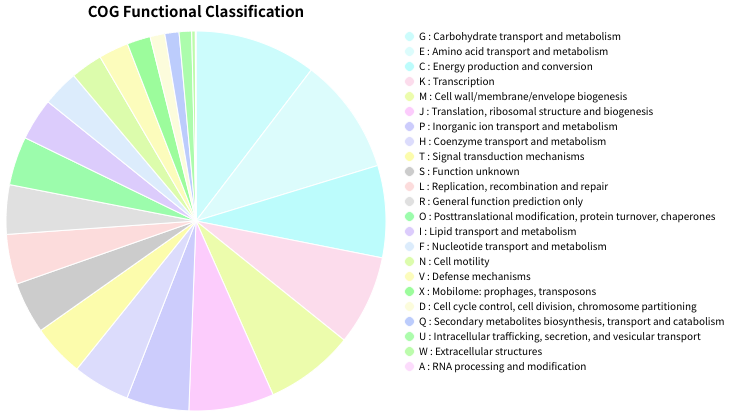 COG Functional Classification
G : Carbohydrate transport and metabolism
E : Amino acid transport and metabolism
C : Energy production and conversion
K : Transcription
M : Cell wall/membrane/envelope biogenesis
J : Translation, ribosomal structure and biogenesis
P : Inorganic ion transport and metabolism
H : Coenzyme transport and metabolism
T : Signal transduction mechanisms
S : Function unknown
L : Replication, recombination and repair
R : General function prediction only
O : Posttranslational modification, protein turnover, chaperones
I : Lipid transport and metabolism
F : Nucleotide transport and metabolism
N : Cell motility
V : Defense mechanisms
X : Mobilome: prophages, transposons
D : Cell cycle control, cell division, chromosome partitioning
Q : Secondary metabolites biosynthesis, transport and catabolism
U : Intracellular trafficking, secretion, and vesicular transport
W : Extracellular structures
A : RNA processing and modification